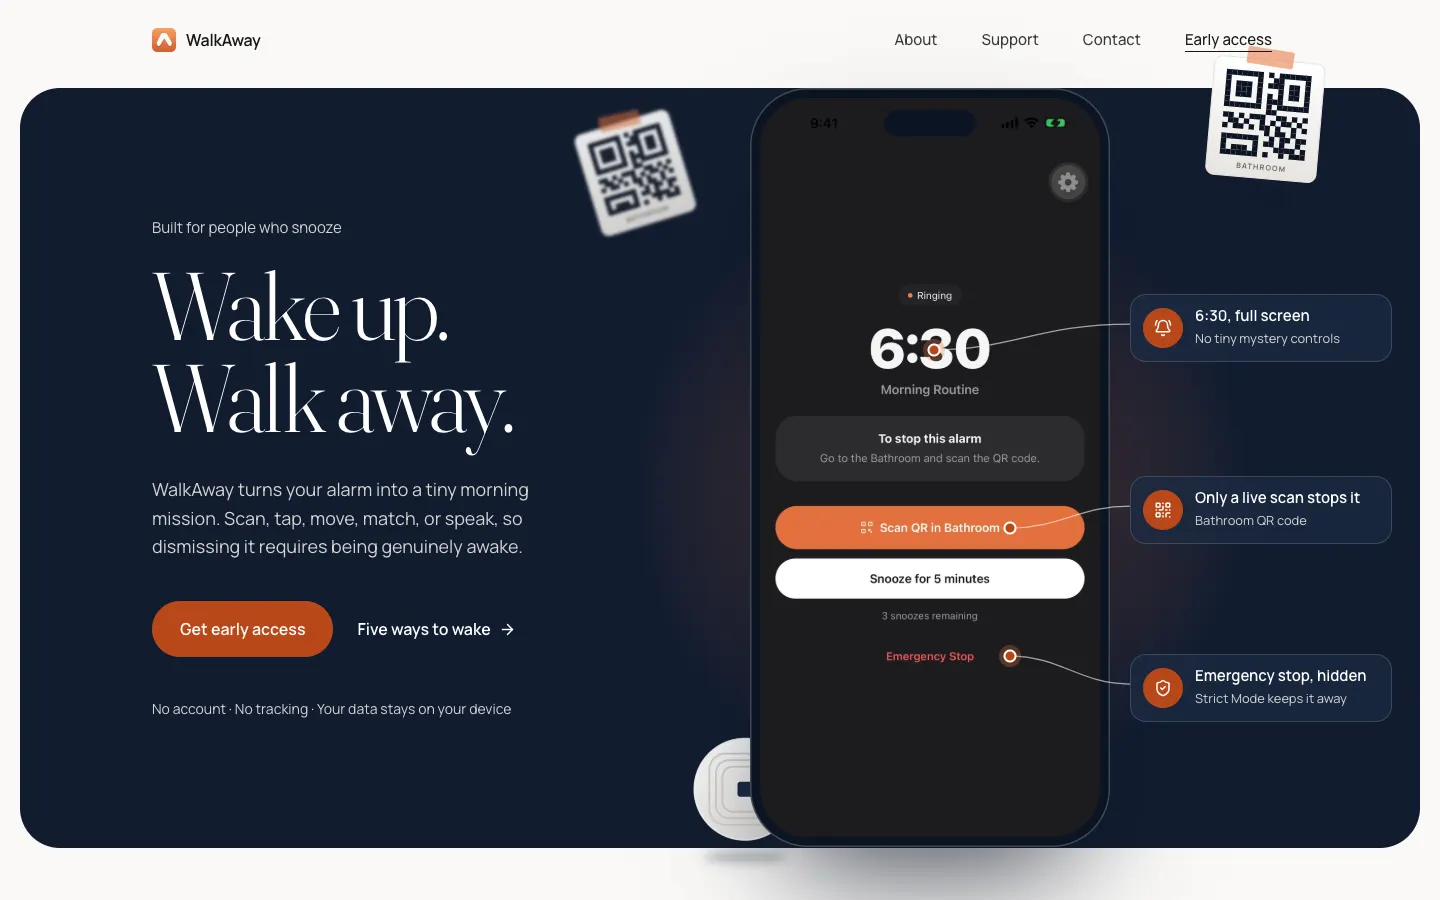 WalkAway
About
Support
Contact
Early access
BATHROOM
Built for people who snooze
Wake up.
Walk away.
WalkAway turns your alarm into a tiny morning
mission. Scan, tap, move, match, or speak, so
dismissing it requires being genuinely awake.
Get early access
Five ways to wake →
No account · No tracking · Your data stays on your device
9:41
Ringing
6:30
Morning Routine
To stop this alarm
Go to the Bathroom and scan the QR code.
Scan QR in Bathroom
Snooze for 5 minutes
3 snoozes remaining
Emergency Stop
6:30, full screen
No tiny mystery controls
Only a live scan stops it
Bathroom QR code
Emergency stop, hidden
Strict Mode keeps it away